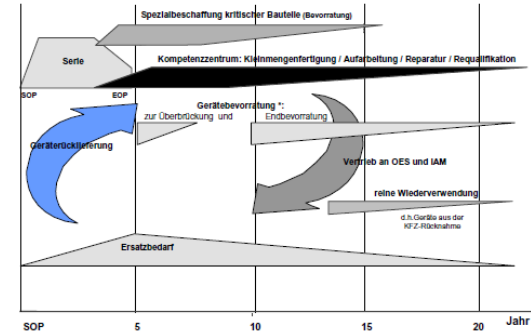 Spezialbeschaffung kritischer Bauteile (Bevorratung)
Serie
Kompetenzzentrum: Kleinmengenfertigung / Aufarbeitung / Reparatur / Requalifikation
SOP
EOP
Gerätebevorratung *:
zur Überbrückung und
Endbevorratung
Geräterücklieferung
Vertrieb an OES und IAM
reine Wiederverwendung
d.h.Geräte aus der
KFZ-Rücknahme
Ersatzbedarf
SOP
5
10
15
20
Jahr